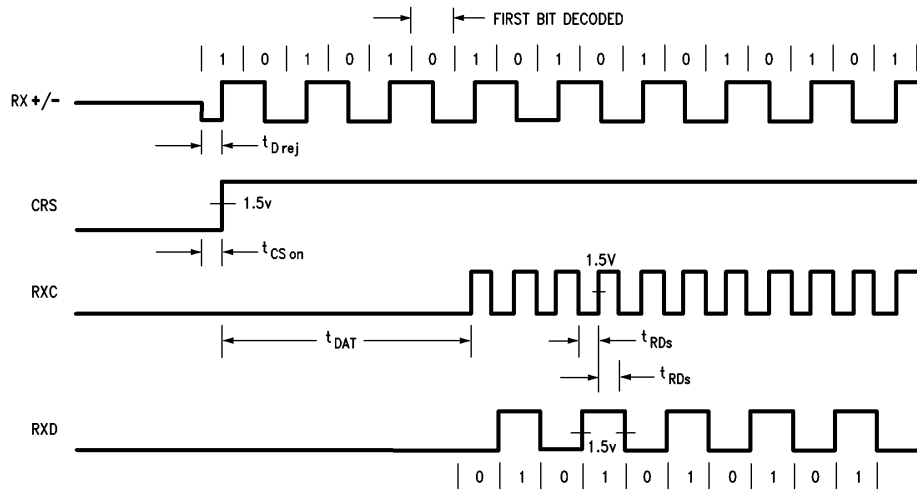 FIRST BIT DECODED
1 0 1 0 1 0 1 0 1 0 1 0 1 0 1 0 1
RX +/-
t D rej
CRS
1.5v
t CS on
1.5V
RXC
t DAT
t RDs
t RDs
RXD
1.5v
0 1 0 1 0 1 0 1 0 1